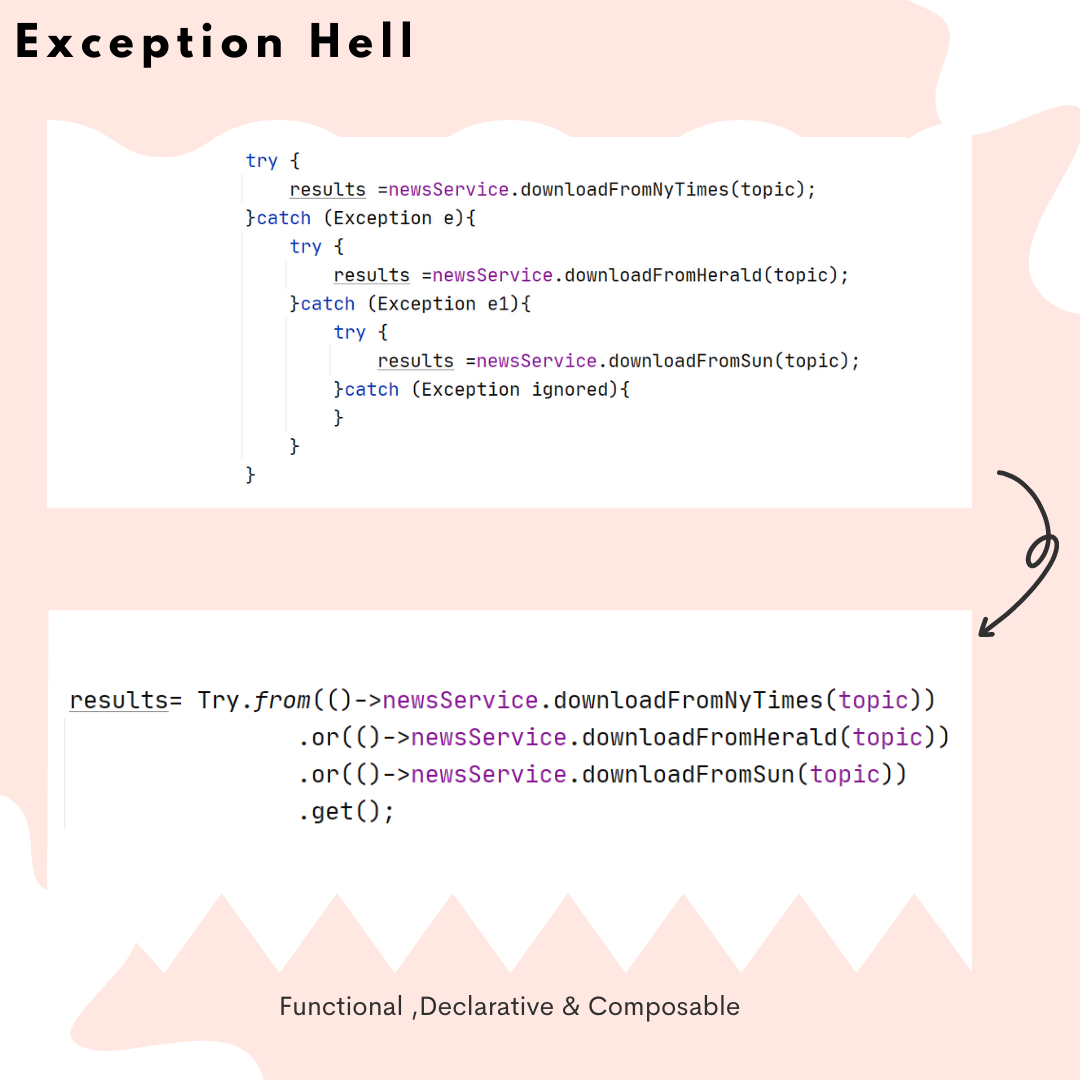 Exception Hell
try {
    results =newsService.downloadFromNyTimes(topic);
}catch (Exception e){
    try {
        results =newsService.downloadFromHerald(topic);
    }catch (Exception e1){
        try {
            results =newsService.downloadFromSun(topic);
        }catch (Exception ignored){
        }
    }
}
results= Try.from(()->newsService.downloadFromNyTimes(topic))
                .or(()->newsService.downloadFromHerald(topic))
                .or(()->newsService.downloadFromSun(topic))
                .get();
Functional ,Declarative & Composable